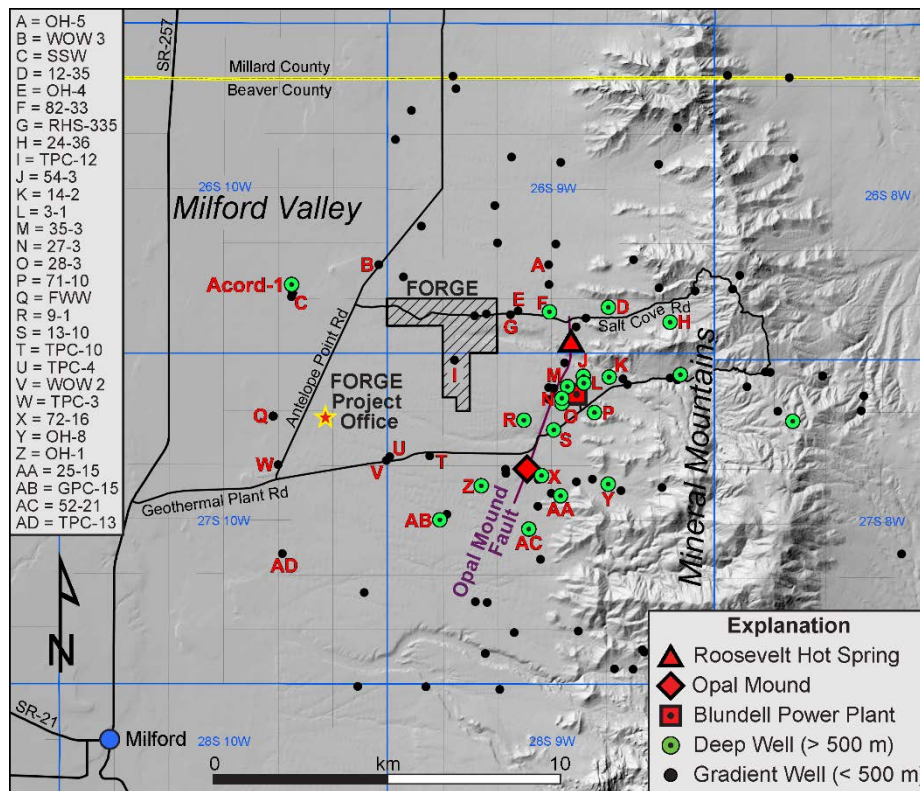 A = OH-5
B = WOW 3
C = SSW
D = 12-35
E = OH-4
F = 82-33
G = RHS-335
H = 24-36
I = TPC-12
J = 54-3
K = 14-2
L = 3-1
M = 35-3
N = 27-3
O = 28-3
P = 71-10
Q = FWW
R = 9-1
S = 13-10
T = TPC-10
U = TPC-4
V = WOW 2
W = TPC-3
X = 72-16
Y = OH-8
Z = OH-1
AA = 25-15
AB = GPC-15
AC = 52-21
AD = TPC-13
SR-257
Millard County
Beaver County
26S 10W
26S 9W
26S 8W
Milford Valley
B
A
Acord-1
C
FORGE
E
F
D
G
Salt Cove Rd
H
Antelope Point Rd
I
J
K
M
L
N
O
P
FORGE
Project
Office
Q
R
S
U
T
V
W
X
Y
Z
AA
Geothermal Plant Rd
AB
AC
27S 10W
27S 8W
AD
Opal Mound
Fault
Mineral Mountains
N
SR-21
Milford
28S 10W
28S 9W
0
km
10
Explanation
Roosevelt Hot Spring
Opal Mound
Blundell Power Plant
Deep Well (> 500 m)
Gradient Well (< 500 m)